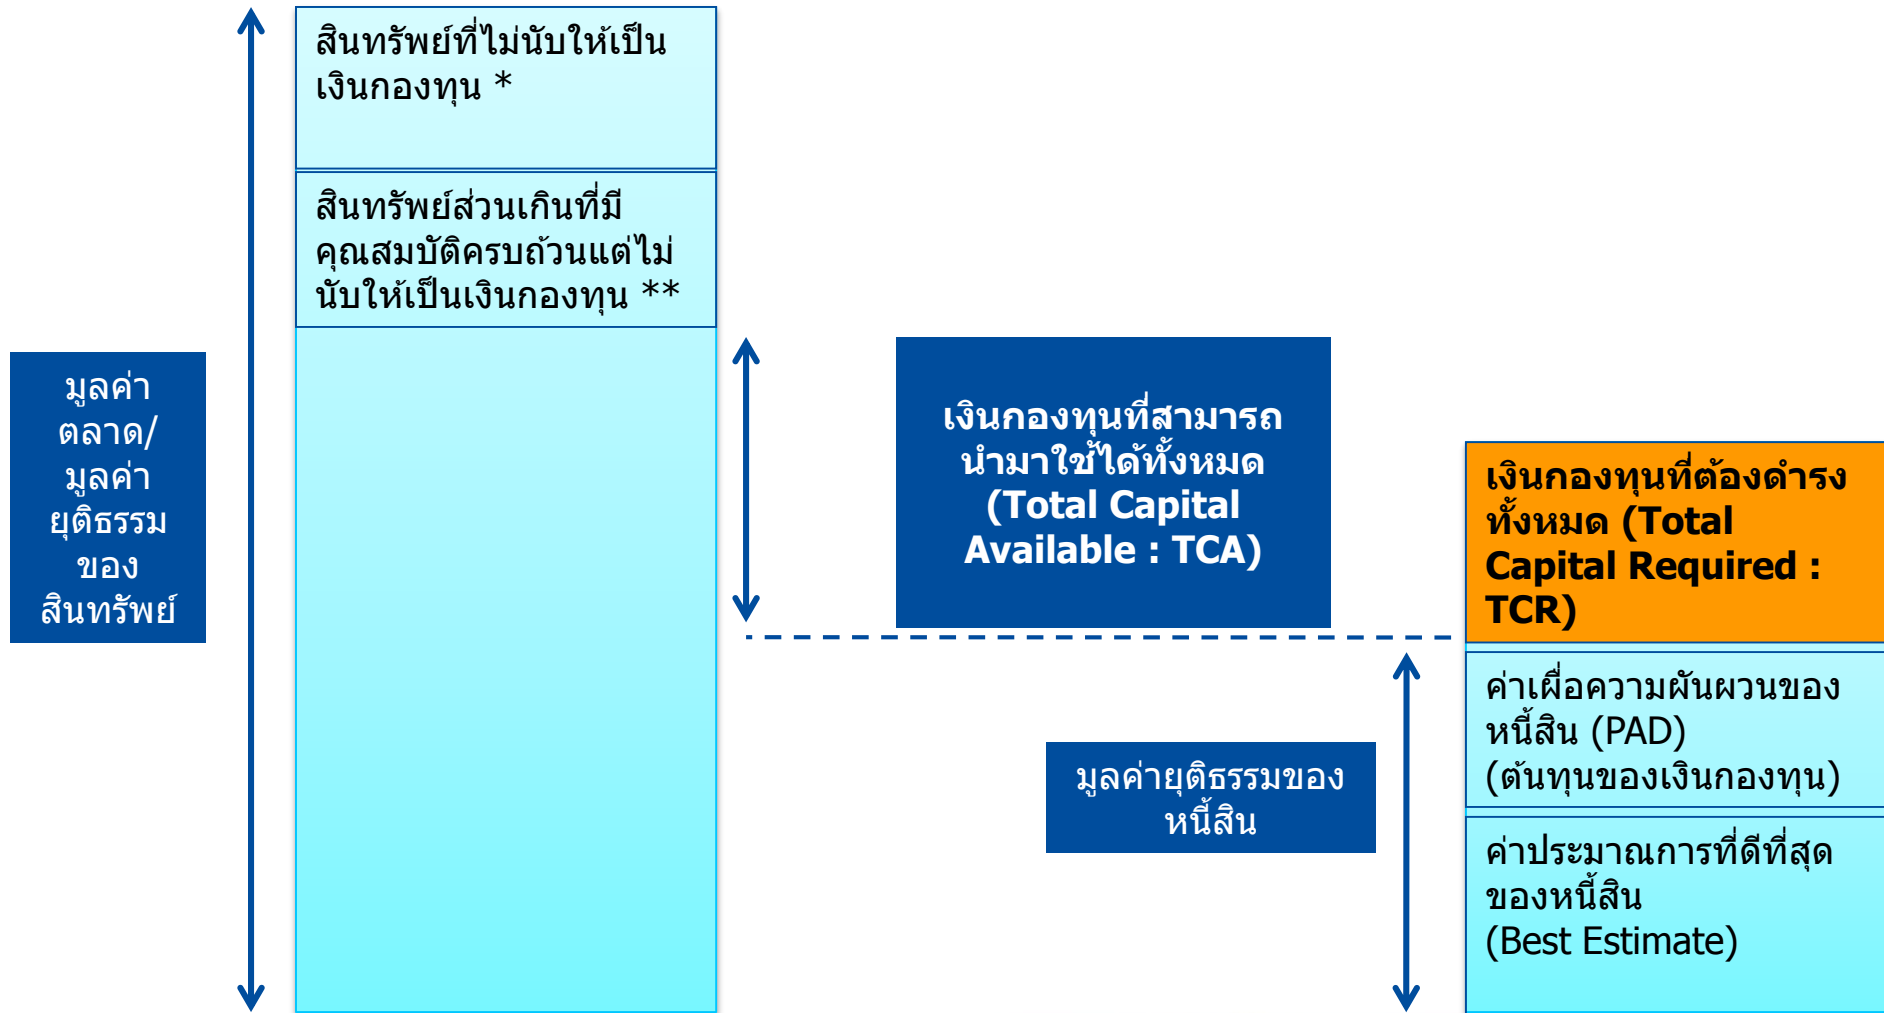 สินทรัพย์ที่ไม่นับให้เป็น
เงินกองทุน *
สินทรัพย์ส่วนเกินที่มี
คุณสมบัติครบถ้วนแต่ไม่
นับให้เป็นเงินกองทุน **
มูลค่า
ตลาด/
มูลค่า
ยุติธรรม
ของ
สินทรัพย์
เงินกองทุนที่สามารถ
นำมาใช้ได้ทั้งหมด
(Total Capital
Available : TCA)
เงินกองทุนที่ต้องดำรง
ทั้งหมด (Total
Capital Required :
TCR)
ค่าเผื่อความผันผวนของ
หนี้สิน (PAD)
(ต้นทุนของเงินกองทุน)
มูลค่ายุติธรรมของ
หนี้สิน
ค่าประมาณการที่ดีที่สุด
ของหนี้สิน
(Best Estimate)